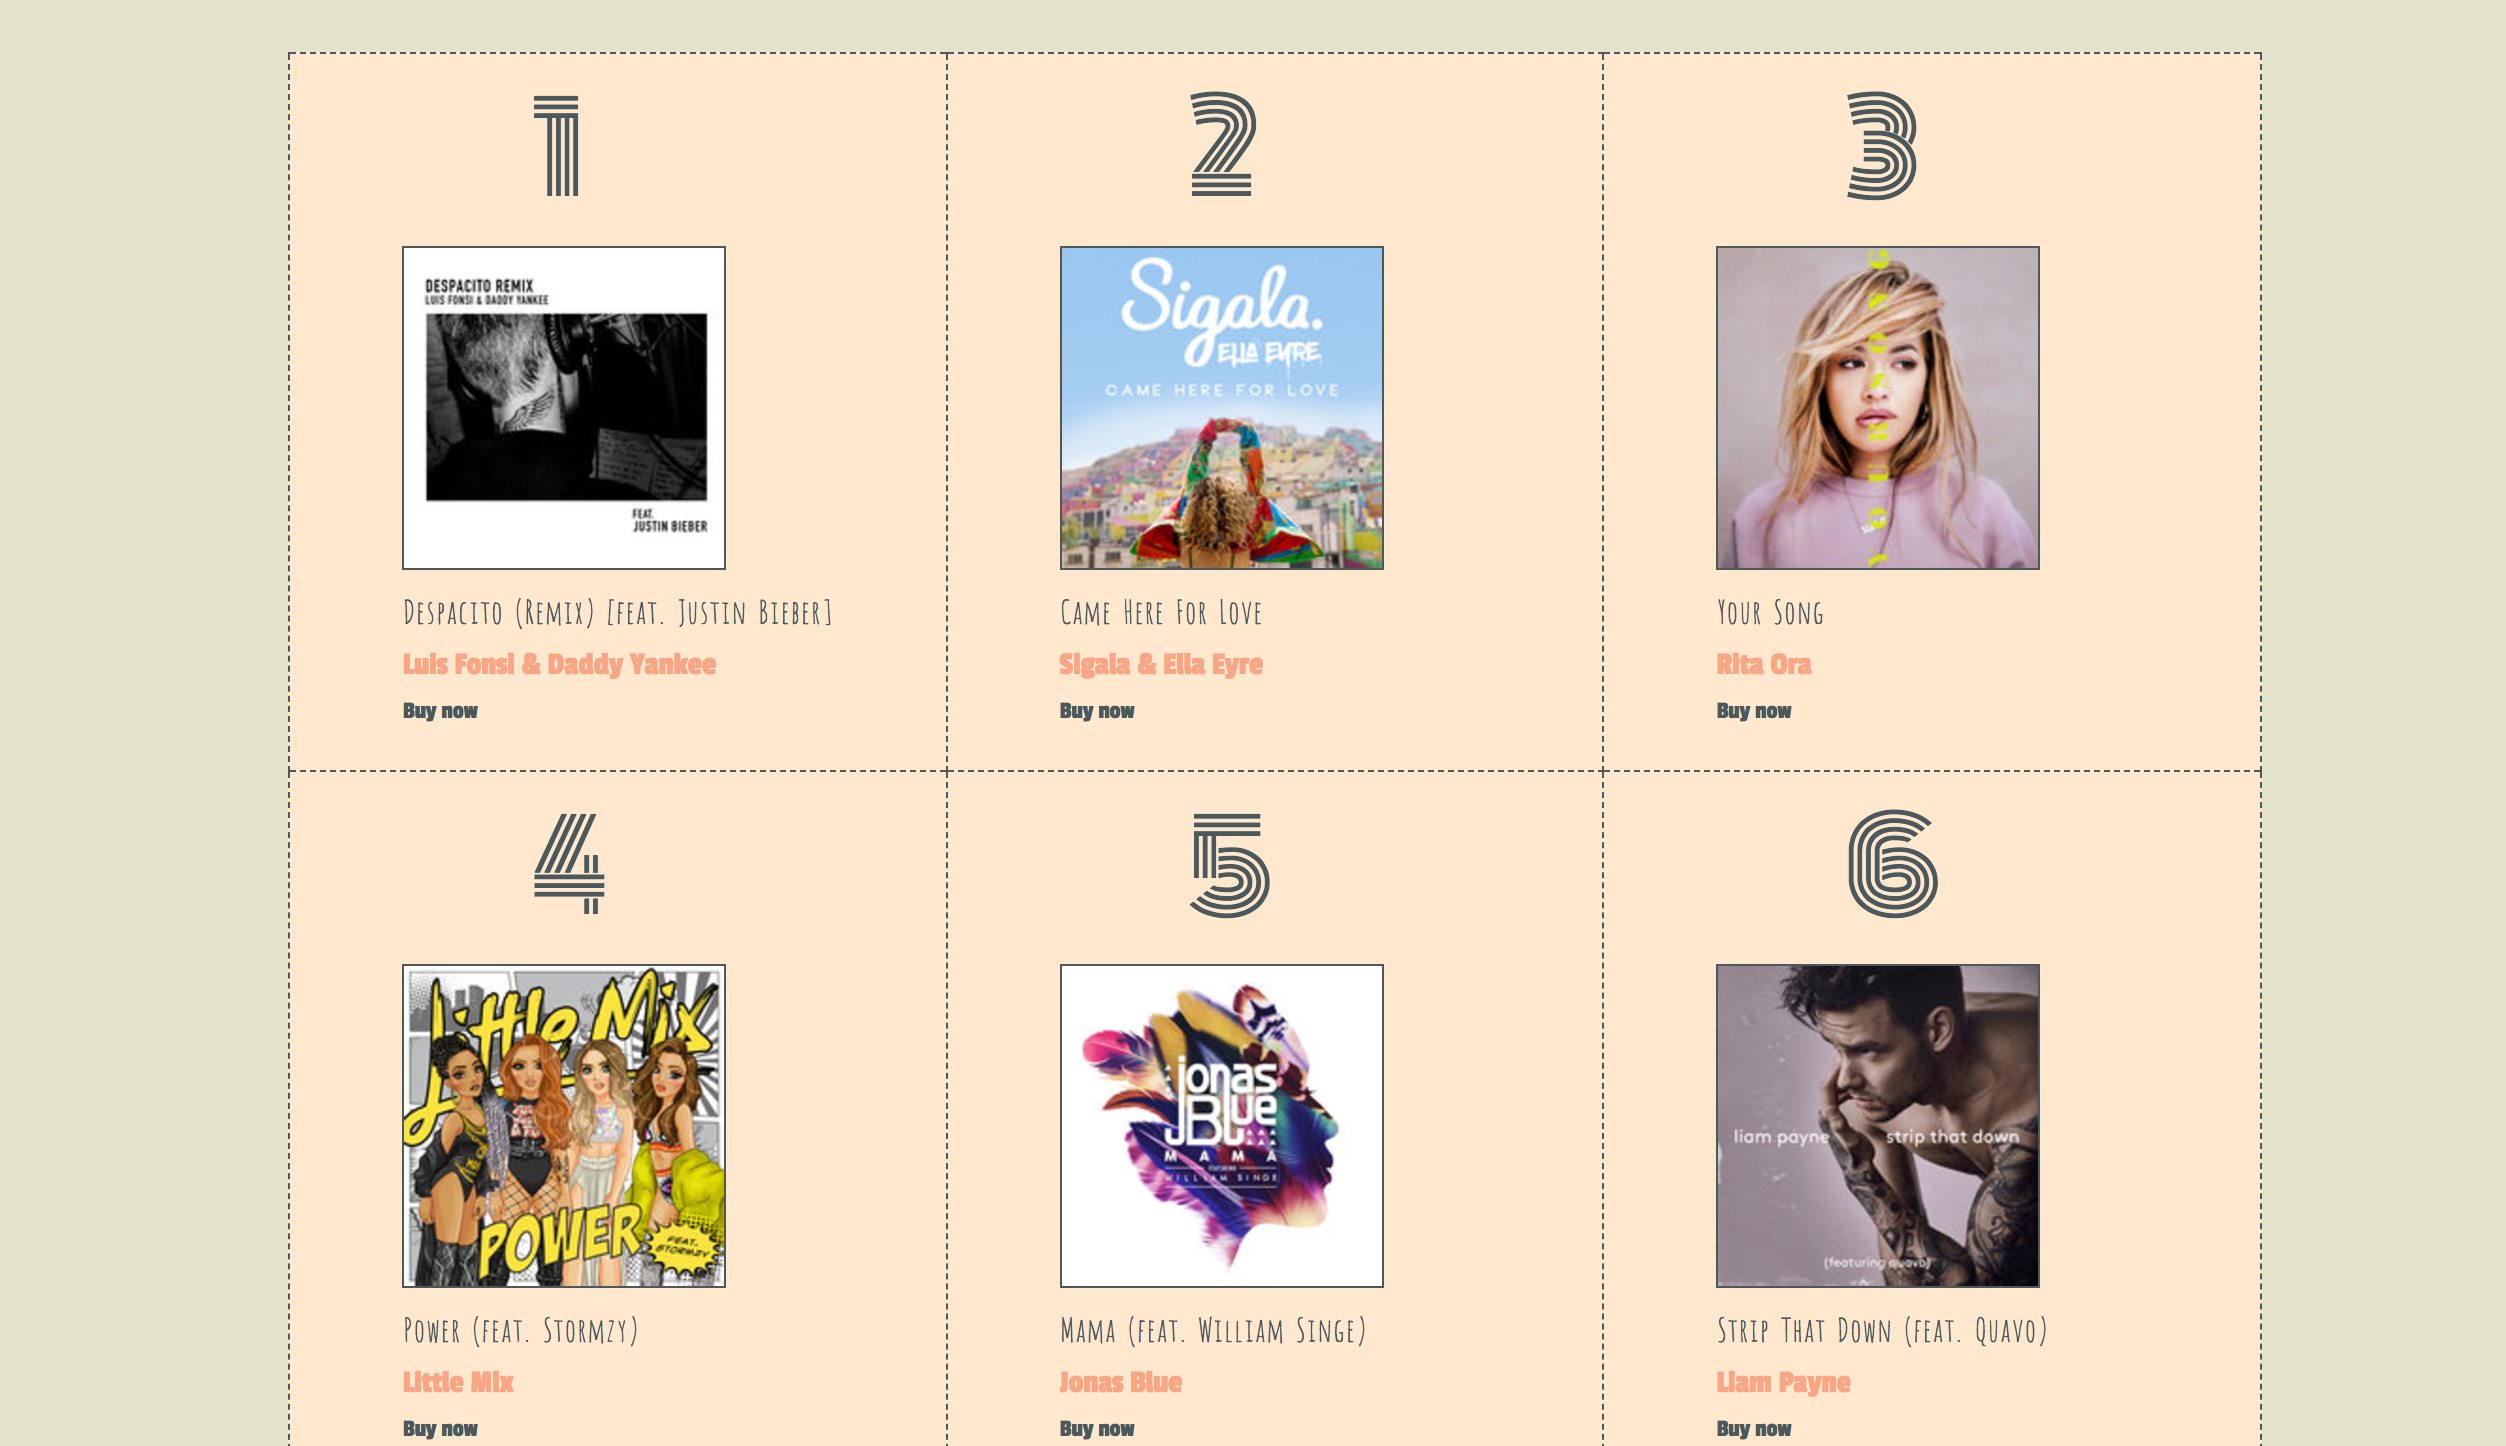 1
2
3
DESPACITO REMIX
LUIS FONSI & DADDY YANKEE
FEAT.
JUSTIN BIEBER
Sigala.
ELLA EYRE
CAME HERE FOR LOVE
YOUR SONG
Despacito (Remix) [feat. Justin Bieber]
Luis Fonsi & Daddy Yankee
Buy now
Came Here For Love
Sigala & Ella Eyre
Buy now
Your Song
Rita Ora
Buy now
4
5
6
Little Mix
POWER
FEAT.
STORMZY
jonas
Blue
MAMA
FEATURING
WILLIAM SINGE
liam payne strip that down
(featuring quavo)
Power (feat. Stormzy)
Little Mix
Buy now
Mama (feat. William Singe)
Jonas Blue
Buy now
Strip That Down (feat. Quavo)
Liam Payne
Buy now